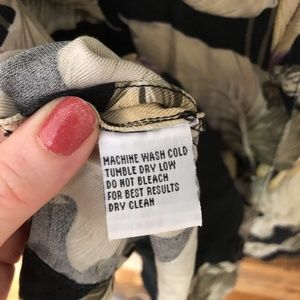 MACHINE WASH COLD
TUMBLE DRY LOW
DO NOT BLEACH
FOR BEST RESULTS
DRY CLEAN